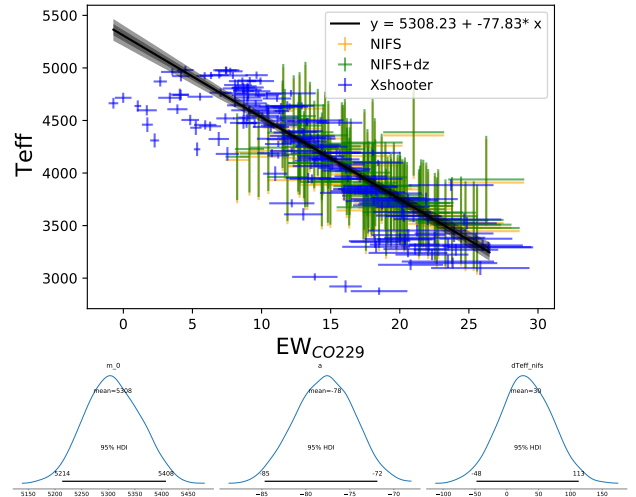 y = 5308.23 + -77.83* x
NIFS
NIFS+dz
Xshooter
5500
5000
4500
4000
3500
3000
Teff
0 5 10 15 20 25 30
EW_CO229
m_0
mean=5308
95% HDI
5214 5408
5150 5200 5250 5300 5350 5400 5450
a
mean=-78
95% HDI
-85 -72
−85 −80 −75 −70
dTeff_nifs
mean=30
95% HDI
-48 113
−100 −50 0 50 100 150